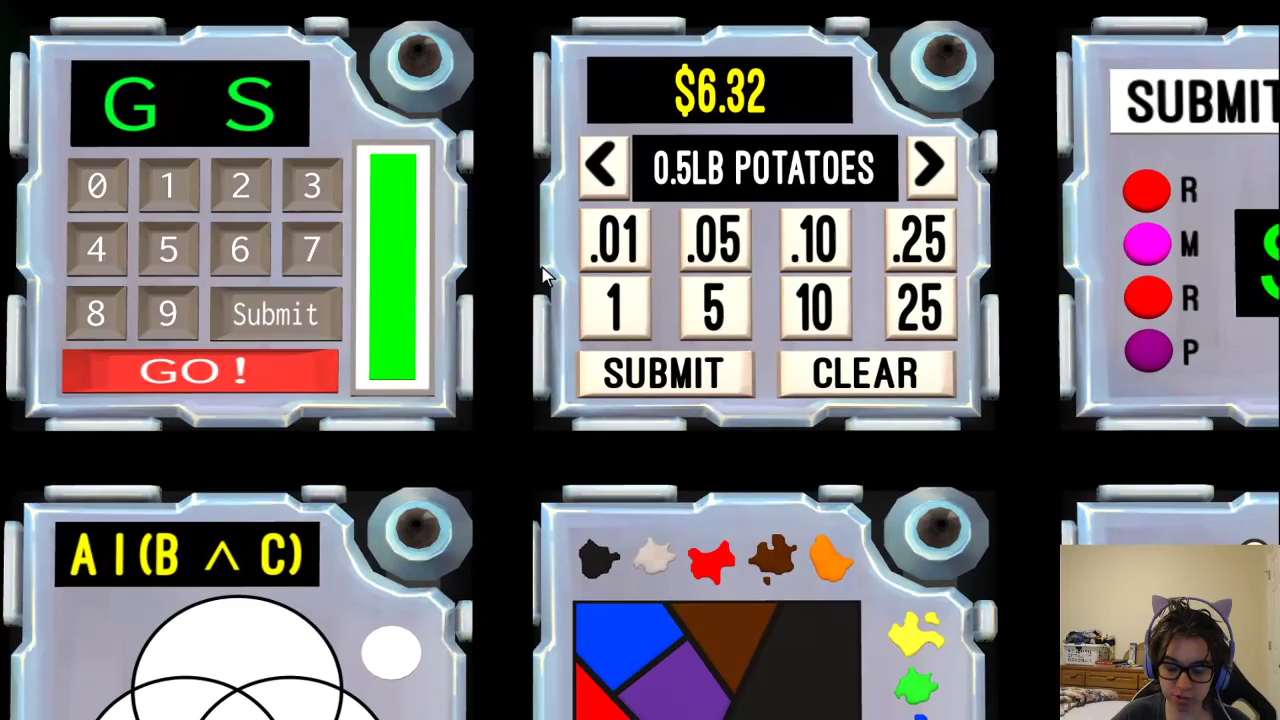 G S
0 1 2 3
4 5 6 7
8 9 Submit
GO!
$6.32
0.5LB POTATOES
.01 .05 .10 .25
1 5 10 25
SUBMIT CLEAR
SUBMIT
R
M
R
P
A | (B ∧ C)